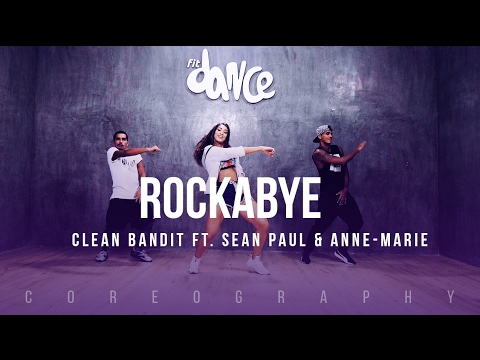 fit dance
ROCKABYE
CLEAN BANDIT FT. SEAN PAUL & ANNE-MARIE
COREOGRAPHY